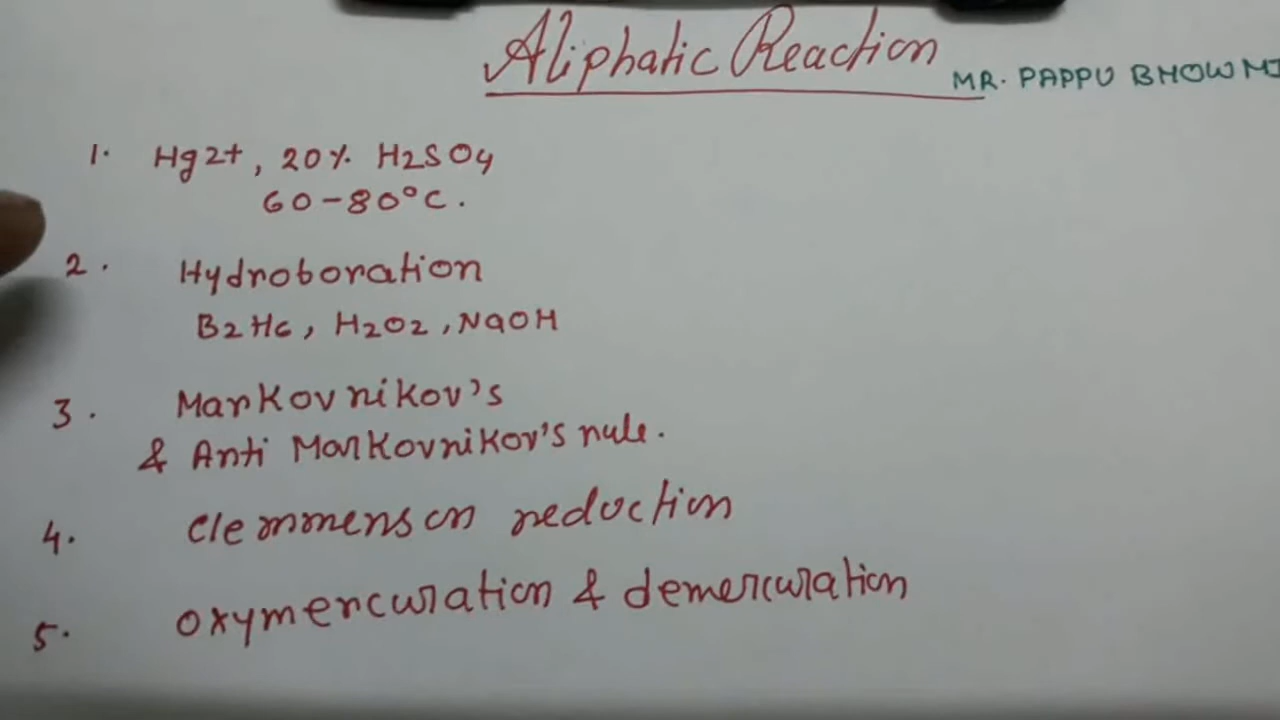 Aliphatic Reaction
MR. PAPPU BHOWMI
1. Hg2+, 20% H2SO4
60-80°C.
2. Hydroboration
B2H6, H2O2, NaOH
3. Markovnikov's
& Anti Markovnikov's rule.
4. Clemmenson reduction
5. oxymercuration & demercuration